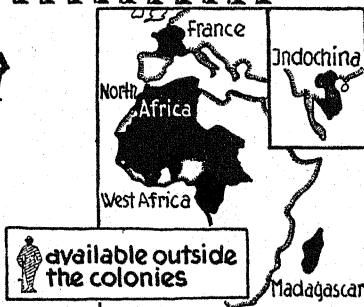 France
Indochina
North
Africa
West Africa
available outside
the colonies
Madagascar